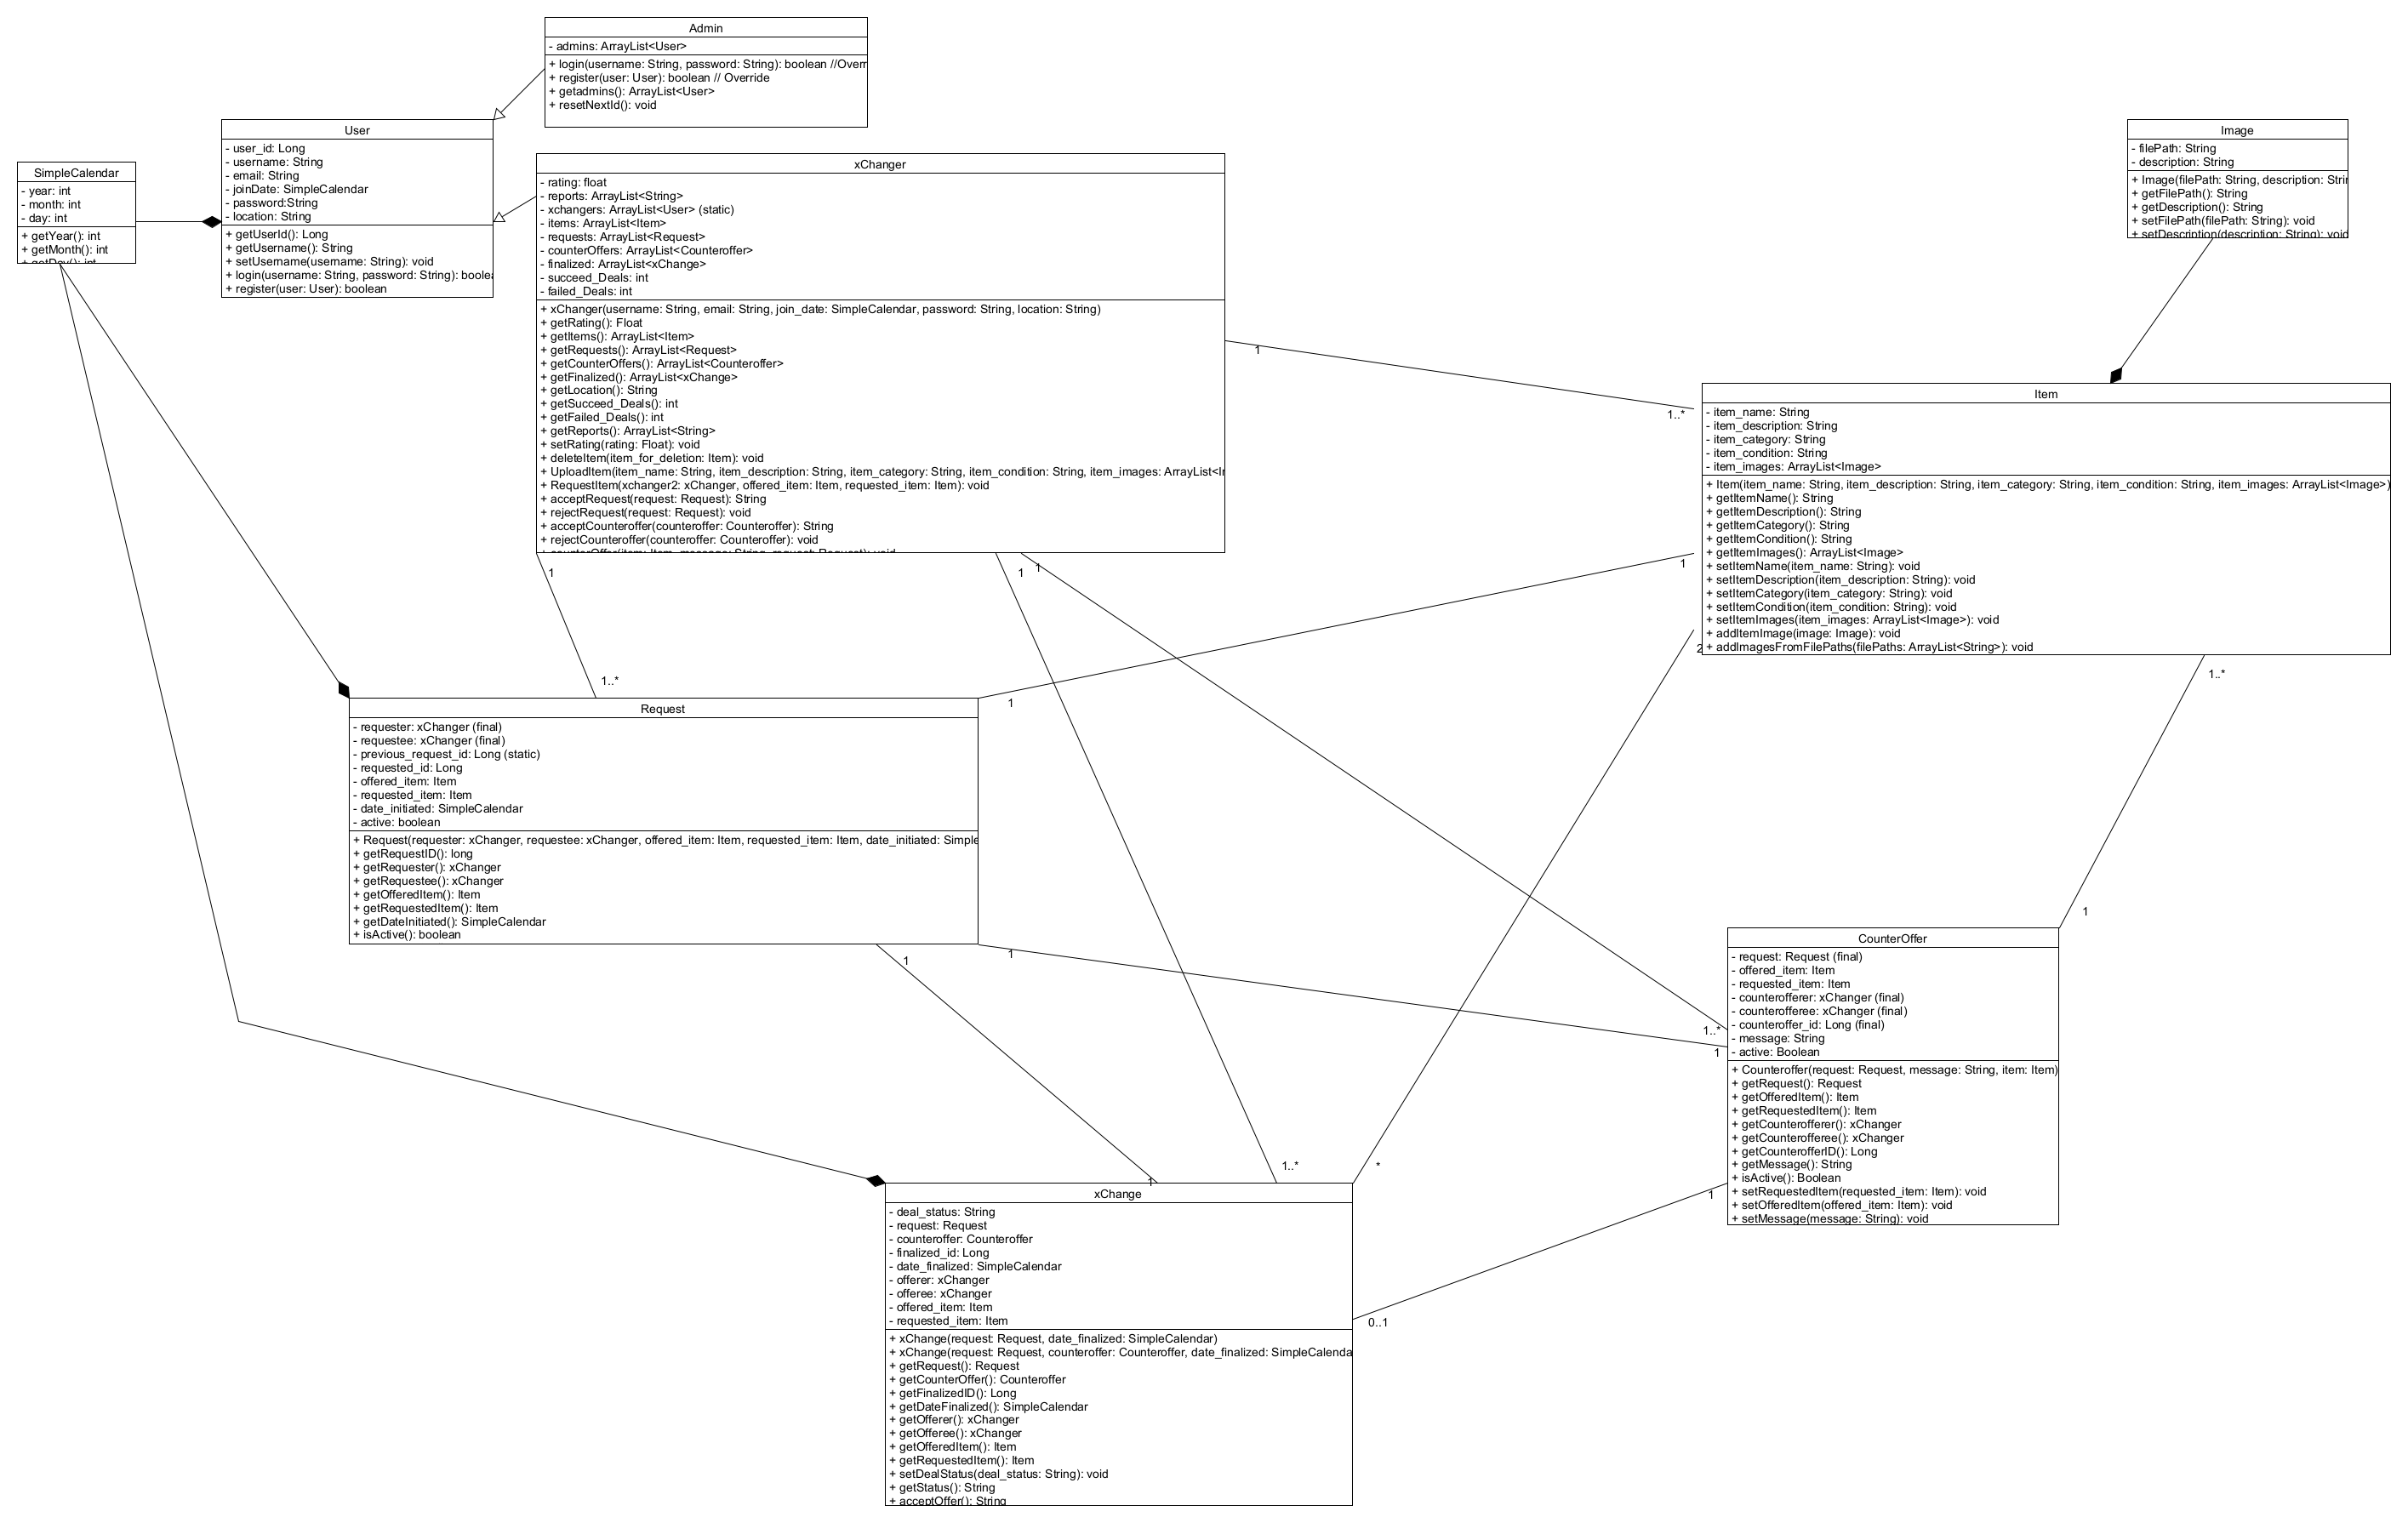 Admin
- admins: ArrayList<User>
+ login(username: String, password: String): boolean //Overr
+ register(user: User): boolean // Override
+ getadmins(): ArrayList<User>
+ resetNextId(): void
User
- user_id: Long
- username: String
- email: String
- joinDate: SimpleCalendar
- password:String
- location: String
+ getUserId(): Long
+ getUsername(): String
+ setUsername(username: String): void
+ login(username: String, password: String): boolea
+ register(user: User): boolean
SimpleCalendar
- year: int
- month: int
- day: int
+ getYear(): int
+ getMonth(): int
+ getDay(): int
xChanger
- rating: float
- reports: ArrayList<String>
- xchangers: ArrayList<User> (static)
- items: ArrayList<Item>
- requests: ArrayList<Request>
- counterOffers: ArrayList<Counteroffer>
- finalized: ArrayList<xChange>
- succeed_Deals: int
- failed_Deals: int
+ xChanger(username: String, email: String, join_date: SimpleCalendar, password: String, location: String)
+ getRating(): Float
+ getItems(): ArrayList<Item>
+ getRequests(): ArrayList<Request>
+ getCounterOffers(): ArrayList<Counteroffer>
+ getFinalized(): ArrayList<xChange>
+ getLocation(): String
+ getSucceed_Deals(): int
+ getFailed_Deals(): int
+ getReports(): ArrayList<String>
+ setRating(rating: Float): void
+ deleteItem(item_for_deletion: Item): void
+ UploadItem(item_name: String, item_description: String, item_category: String, item_condition: String, item_images: ArrayList<I
+ RequestItem(xchanger2: xChanger, offered_item: Item, requested_item: Item): void
+ acceptRequest(request: Request): String
+ rejectRequest(request: Request): void
+ acceptCounteroffer(counteroffer: Counteroffer): String
+ rejectCounteroffer(counteroffer: Counteroffer): void
+ counterOffer(item: Item, message: String, request: Request): void
Image
- filePath: String
- description: String
+ Image(filePath: String, description: Strin
+ getFilePath(): String
+ getDescription(): String
+ setFilePath(filePath: String): void
+ setDescription(description: String): void
1
1..*
Item
- item_name: String
- item_description: String
- item_category: String
- item_condition: String
- item_images: ArrayList<Image>
+ Item(item_name: String, item_description: String, item_category: String, item_condition: String, item_images: ArrayList<Image>)
+ getItemName(): String
+ getItemDescription(): String
+ getItemCategory(): String
+ getItemCondition(): String
+ getItemImages(): ArrayList<Image>
+ setItemName(item_name: String): void
+ setItemDescription(item_description: String): void
+ setItemCategory(item_category: String): void
+ setItemCondition(item_condition: String): void
+ setItemImages(item_images: ArrayList<Image>): void
+ addItemImage(image: Image): void
+ addImagesFromFilePaths(filePaths: ArrayList<String>): void
1
1
1
1
2
1..*
1..*
1
Request
- requester: xChanger (final)
- requestee: xChanger (final)
- previous_request_id: Long (static)
- requested_id: Long
- offered_item: Item
- requested_item: Item
- date_initiated: SimpleCalendar
- active: boolean
+ Request(requester: xChanger, requestee: xChanger, offered_item: Item, requested_item: Item, date_initiated: Simple
+ getRequestID(): long
+ getRequester(): xChanger
+ getRequestee(): xChanger
+ getOfferedItem(): Item
+ getRequestedItem(): Item
+ getDateInitiated(): SimpleCalendar
+ isActive(): boolean
1
1
1
1..*
1
CounterOffer
- request: Request (final)
- offered_item: Item
- requested_item: Item
- counterofferer: xChanger (final)
- counterofferee: xChanger (final)
- counteroffer_id: Long (final)
- message: String
- active: Boolean
+ Counteroffer(request: Request, message: String, item: Item)
+ getRequest(): Request
+ getOfferedItem(): Item
+ getRequestedItem(): Item
+ getCounterofferer(): xChanger
+ getCounterofferee(): xChanger
+ getCounterofferID(): Long
+ getMessage(): String
+ isActive(): Boolean
+ setRequestedItem(requested_item: Item): void
+ setOfferedItem(offered_item: Item): void
+ setMessage(message: String): void
1
1..*
*
1
0..1
xChange
- deal_status: String
- request: Request
- counteroffer: Counteroffer
- finalized_id: Long
- date_finalized: SimpleCalendar
- offerer: xChanger
- offeree: xChanger
- offered_item: Item
- requested_item: Item
+ xChange(request: Request, date_finalized: SimpleCalendar)
+ xChange(request: Request, counteroffer: Counteroffer, date_finalized: SimpleCalenda
+ getRequest(): Request
+ getCounterOffer(): Counteroffer
+ getFinalizedID(): Long
+ getDateFinalized(): SimpleCalendar
+ getOfferer(): xChanger
+ getOfferee(): xChanger
+ getOfferedItem(): Item
+ getRequestedItem(): Item
+ setDealStatus(deal_status: String): void
+ getStatus(): String
+ acceptOffer(): String